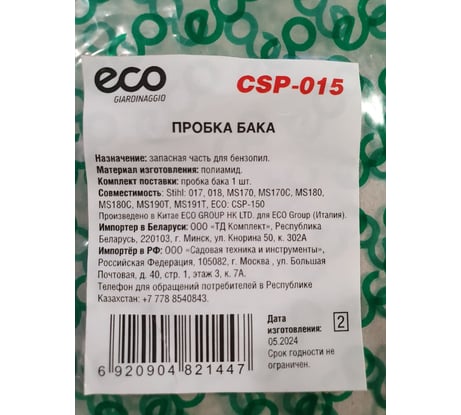 eco
GIARDINAGGIO
CSP-015
ПРОБКА БАКА
Назначение: запасная часть для бензопил.
Материал изготовления: полиамид.
Комплект поставки: пробка бака 1 шт.
Совместимость: Stihl: 017, 018, MS170, MS170C, MS180,
MS180C, MS190T, MS191T, ECO: CSP-150
Произведено в Китае ECO GROUP HK LTD. для ECO Group (Италия).
Импортер в Беларуси: ООО «ТД Комплект», Республика
Беларусь, 220103, г. Минск, ул. Кнорина 50, к. 302А
Импортёр в РФ: ООО «Садовая техника и инструменты»,
Российская Федерация, 105082, г. Москва , ул. Большая
Почтовая, д. 40, стр. 1, этаж 3, к. 7А.
Телефон для обращений потребителей в Республике
Казахстан: +7 778 8540843.
Дата
изготовления:
05.2024
2
Срок годности не
ограничен.
6 920904 821447